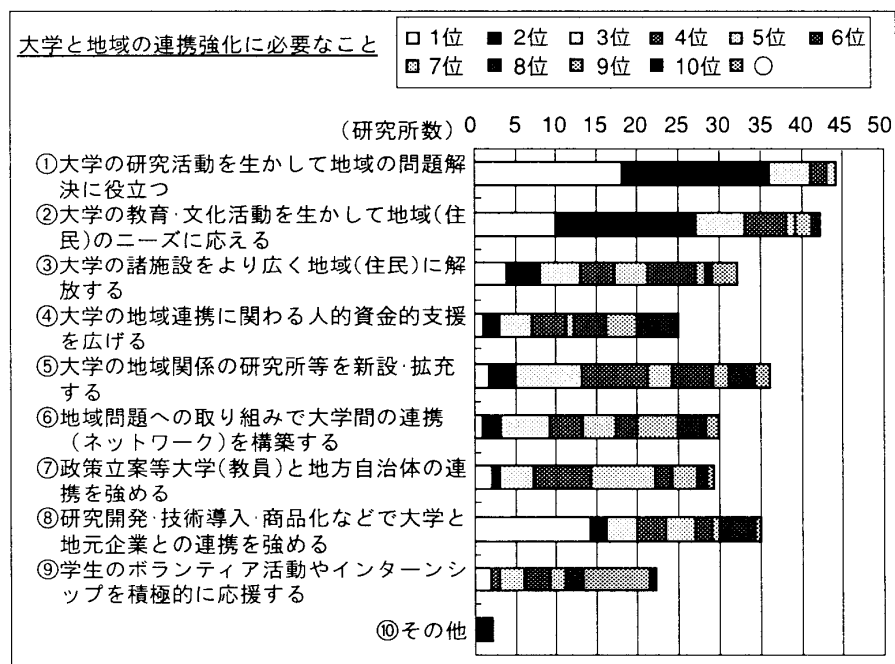 大学と地域の連携強化に必要なこと
1位 2位 3位 4位 5位 6位
7位 8位 9位 10位 ○
(研究所数) 0 5 10 15 20 25 30 35 40 45 50
①大学の研究活動を生かして地域の問題解
決に役立つ
②大学の教育・文化活動を生かして地域(住
民)のニーズに応える
③大学の諸施設をより広く地域(住民)に解
放する
④大学の地域連携に関わる人的資金的支援
を広げる
⑤大学の地域関係の研究所等を新設・拡充
する
⑥地域問題への取り組みで大学間の連携
(ネットワーク)を構築する
⑦政策立案等大学(教員)と地方自治体の連
携を強める
⑧研究開発・技術導入・商品化などで大学と
地元企業との連携を強める
⑨学生のボランティア活動やインターンシ
ップを積極的に応援する
⑩その他